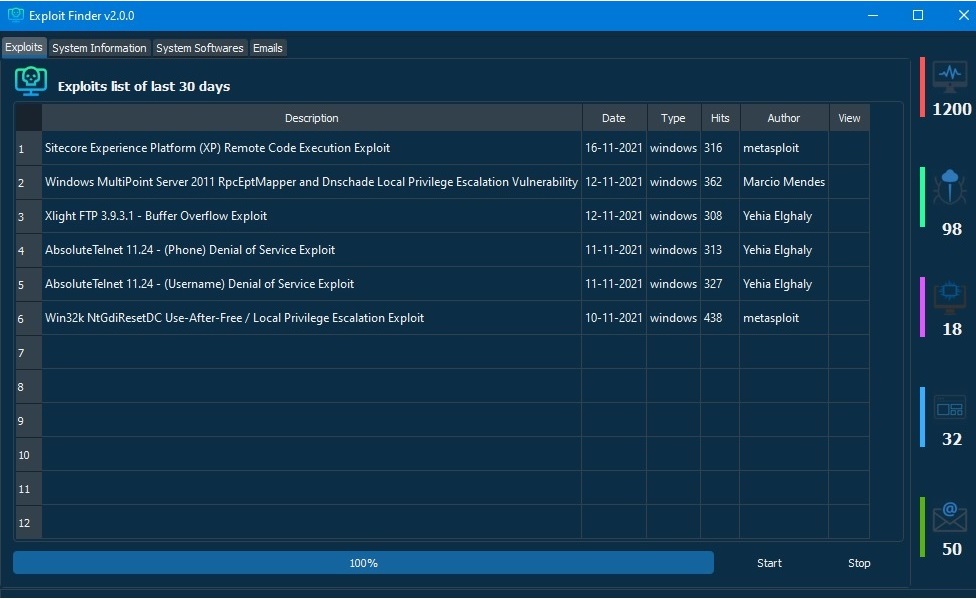 Exploit Finder v2.0.0
Exploits System Information System Softwares Emails
Exploits list of last 30 days
Description Date Type Hits Author View
1 Sitecore Experience Platform (XP) Remote Code Execution Exploit 16-11-2021 windows 316 metasploit
2 Windows MultiPoint Server 2011 RpcEptMapper and Dnschade Local Privilege Escalation Vulnerability 12-11-2021 windows 362 Marcio Mendes
3 Xlight FTP 3.9.3.1 - Buffer Overflow Exploit 12-11-2021 windows 308 Yehia Elghaly
4 AbsoluteTelnet 11.24 - (Phone) Denial of Service Exploit 11-11-2021 windows 313 Yehia Elghaly
5 AbsoluteTelnet 11.24 - (Username) Denial of Service Exploit 11-11-2021 windows 327 Yehia Elghaly
6 Win32k NtGdiResetDC Use-After-Free / Local Privilege Escalation Exploit 10-11-2021 windows 438 metasploit
7
8
9
10
11
12
100% Start Stop
1200
98
18
32
@
50